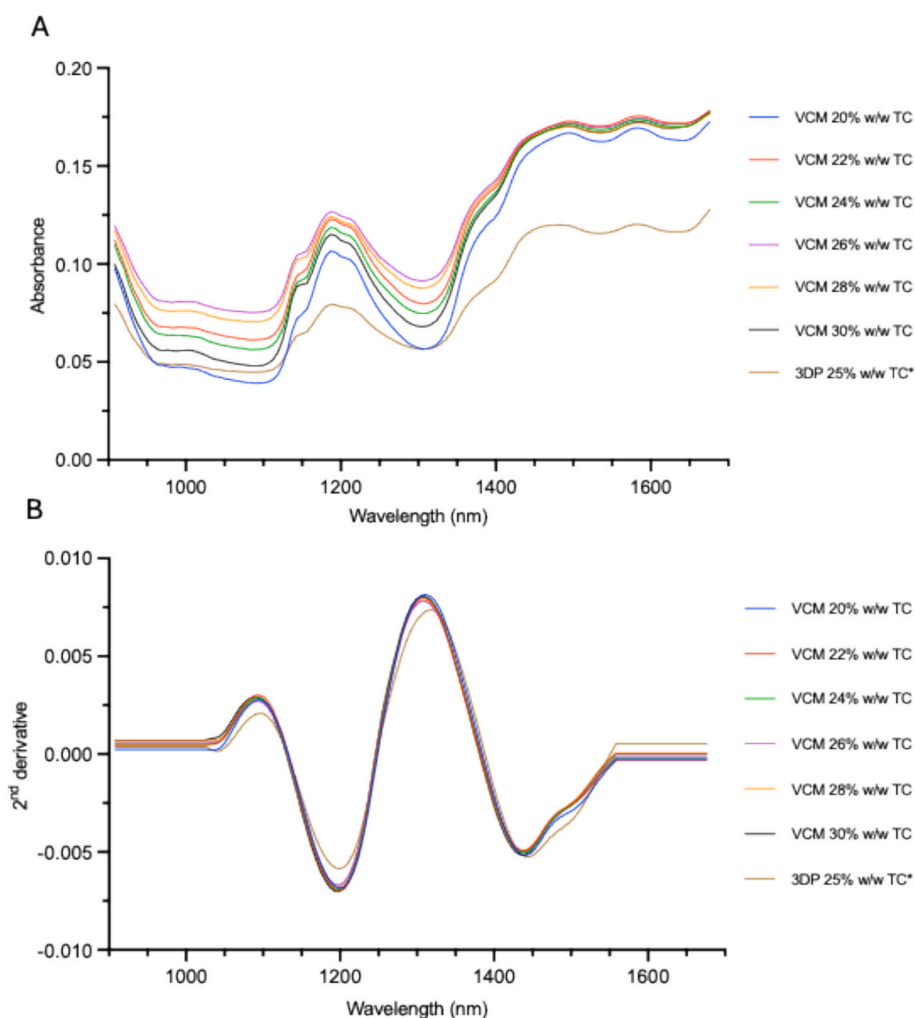 A
0.20
0.15
0.10
0.05
0.00
Absorbance
1000
1200
1400
1600
Wavelength (nm)
VCM 20% w/w TC
VCM 22% w/w TC
VCM 24% w/w TC
VCM 26% w/w TC
VCM 28% w/w TC
VCM 30% w/w TC
3DP 25% w/w TC*
B
0.010
0.005
0.000
-0.005
-0.010
2nd derivative
1000
1200
1400
1600
Wavelength (nm)
VCM 20% w/w TC
VCM 22% w/w TC
VCM 24% w/w TC
VCM 26% w/w TC
VCM 28% w/w TC
VCM 30% w/w TC
3DP 25% w/w TC*